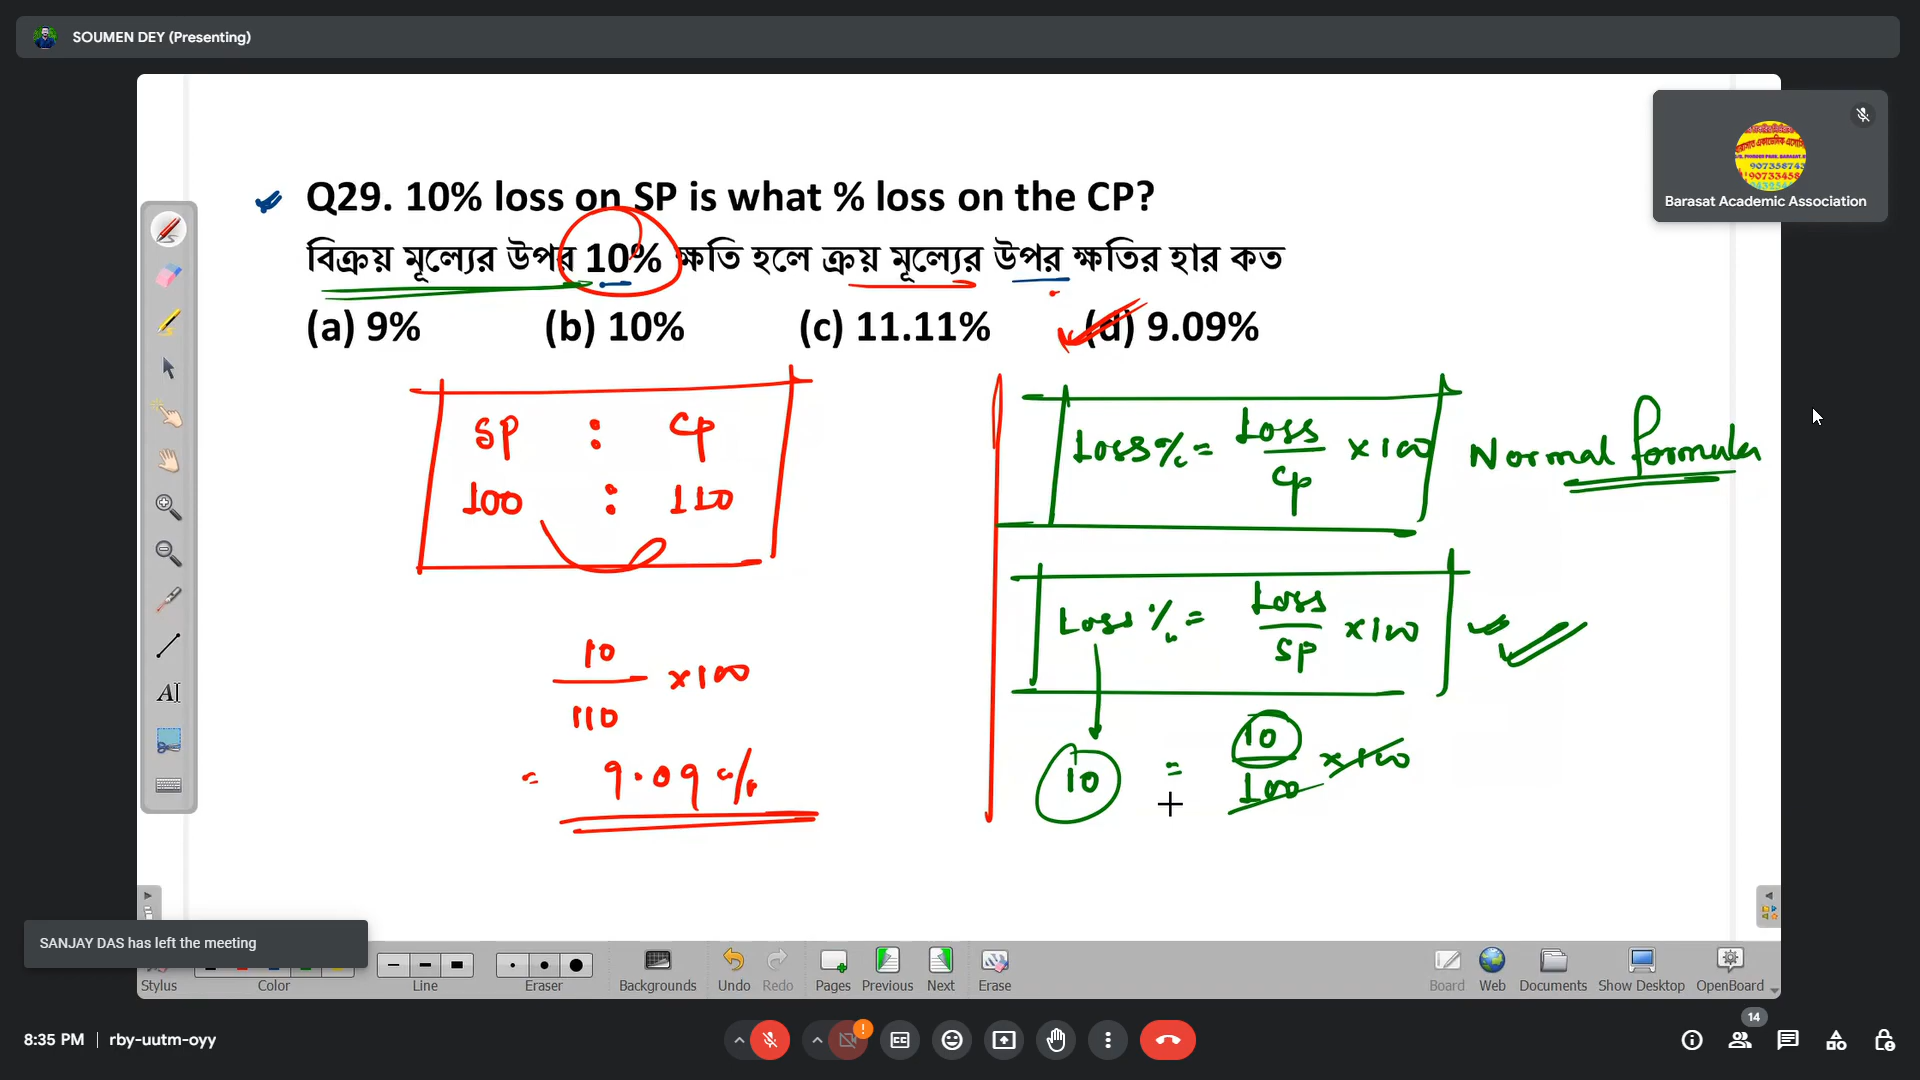 SOUMEN DEY (Presenting)
Barasat Academic Association
Q29. 10% loss on SP is what % loss on the CP?
বিক্রয় মূল্যের উপর 10% ক্ষতি হলে ক্রয় মূল্যের উপর ক্ষতির হার কত
(a) 9% (b) 10% (c) 11.11% (d) 9.09%
SP : CP
100 : 110
10
110
×100
= 9.09%
Loss% = Loss
CP
×100
Normal formula
Loss% = Loss
SP
×100
10 = 10
100
×100
SANJAY DAS has left the meeting
Stylus Color Line Eraser Backgrounds Undo Redo Pages Previous Next Erase Board Web Documents Show Desktop OpenBoard
8:35 PM | rby-uutm-oyy
14